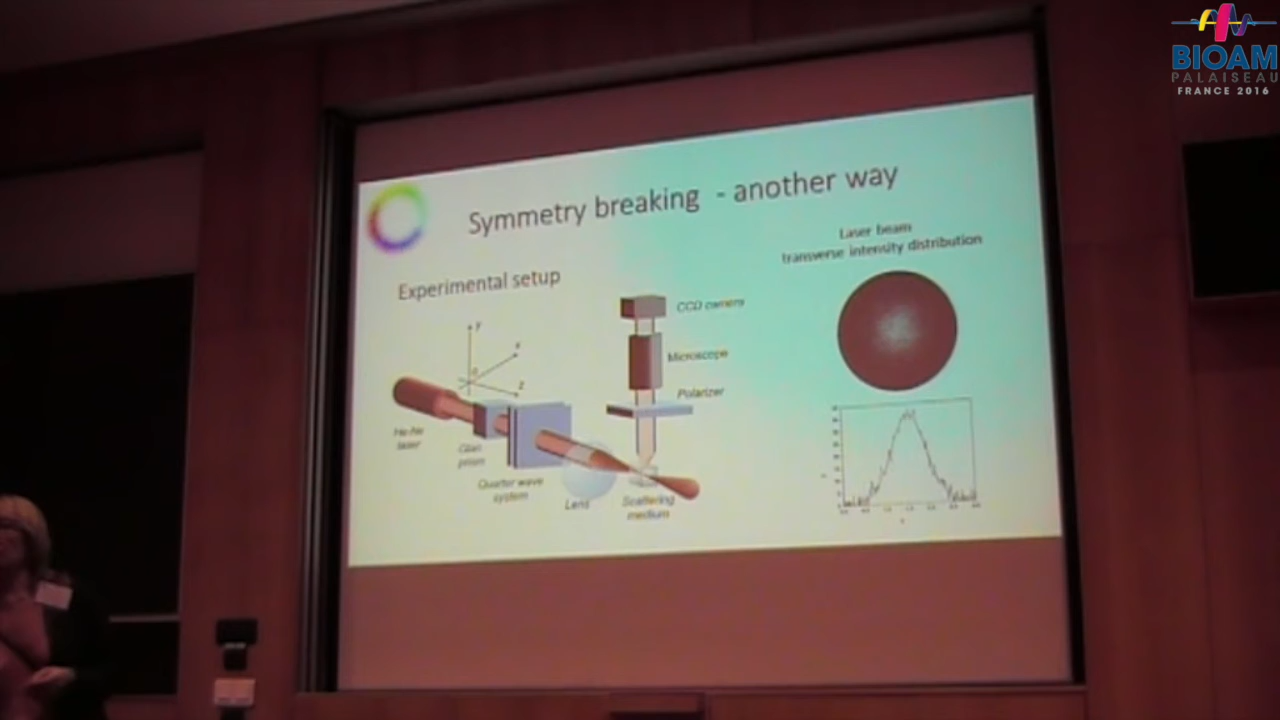 BIOAM
PALAISEAU
FRANCE 2016
Symmetry breaking - another way
Laser beam
transverse intensity distribution
Experimental setup
CCD camera
Microscope
Polarizer
y
x
z
He-Ne
laser
Glan
prism
Quarter wave
system
Lens
Scattering
medium